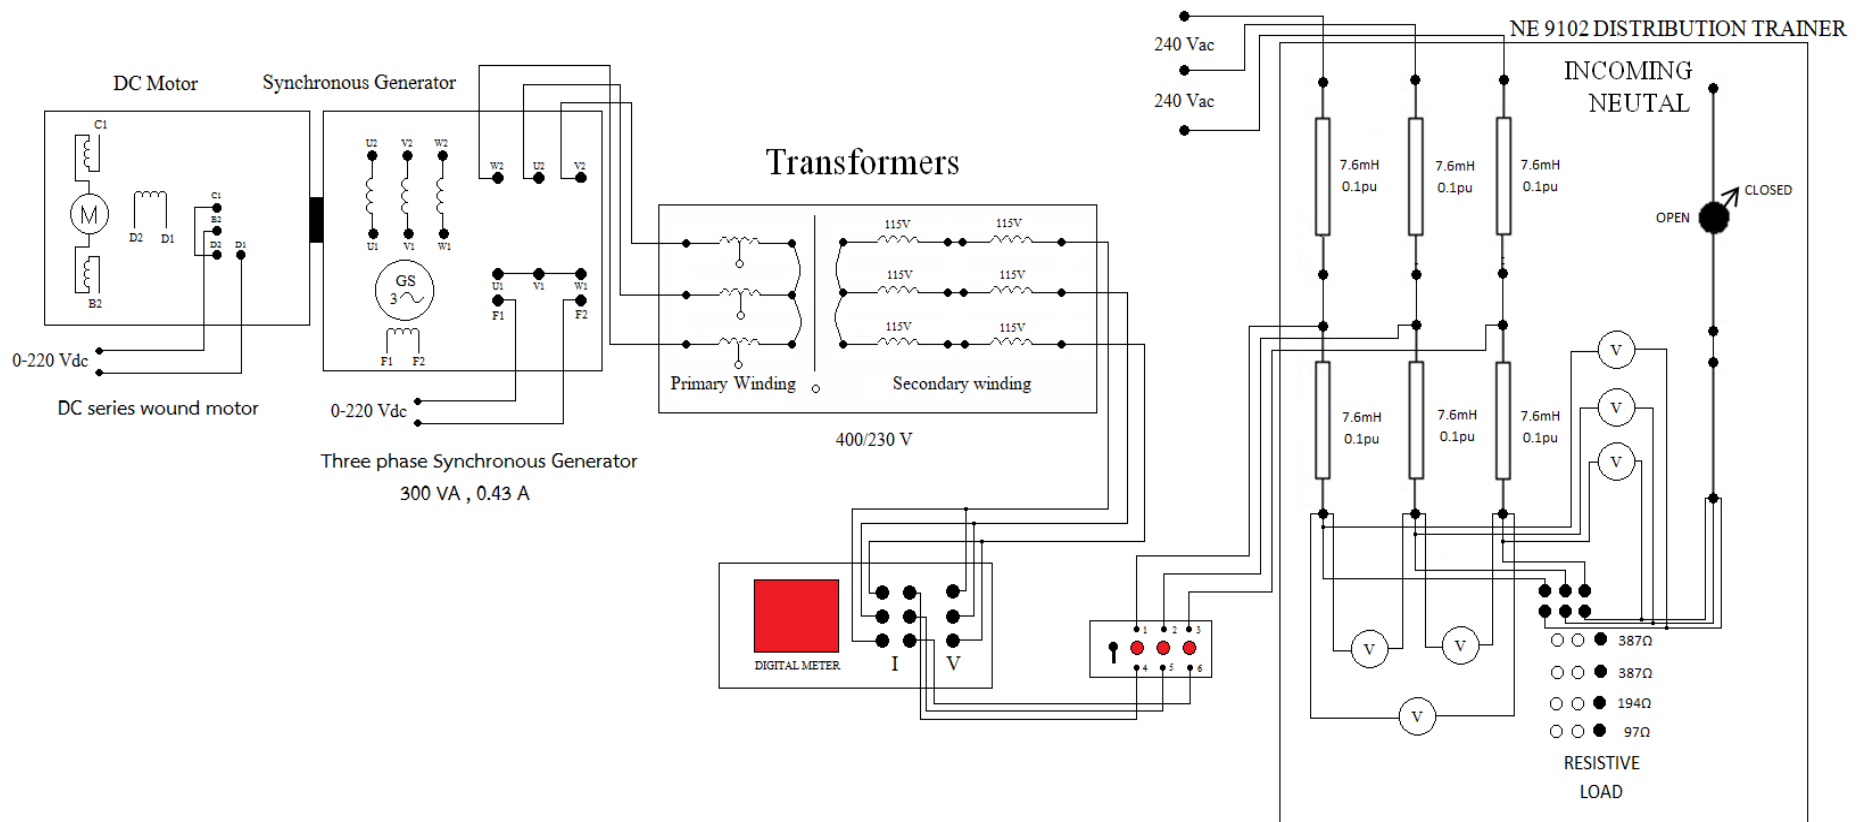 NE 9102 DISTRIBUTION TRAINER
240 Vac
240 Vac
INCOMING
NEUTAL
DC Motor
Synchronous Generator
Transformers
C1
M
B2
D2
D1
C1
B2
D2
D1
U2
V2
W2
U1
V1
W1
GS
3
F1
F2
W2
U2
V2
U1
V1
W1
F1
F2
0-220 Vdc
DC series wound motor
0-220 Vdc
Three phase Synchronous Generator
300 VA , 0.43 A
115V
115V
115V
115V
115V
115V
Primary Winding
Secondary winding
400/230 V
7.6mH
0.1pu
7.6mH
0.1pu
7.6mH
0.1pu
CLOSED
OPEN
7.6mH
0.1pu
7.6mH
0.1pu
7.6mH
0.1pu
V
V
V
DIGITAL METER
I
V
1
2
3
4
5
6
V
V
V
387Ω
387Ω
194Ω
97Ω
RESISTIVE
LOAD